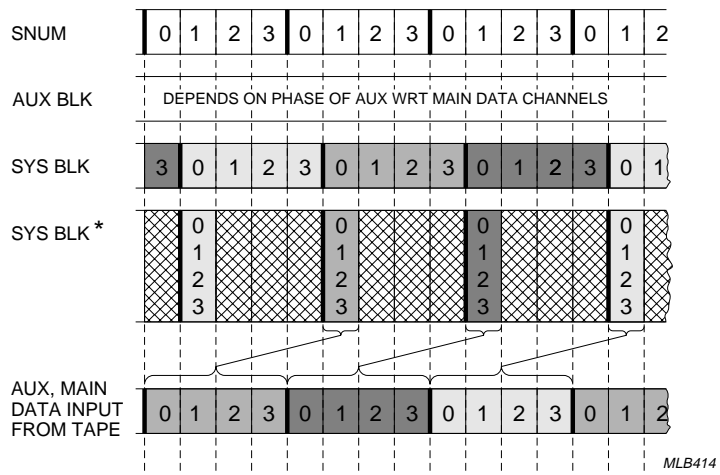 SNUM 0 1 2 3 0 1 2 3 0 1 2 3 0 1 2
AUX BLK DEPENDS ON PHASE OF AUX WRT MAIN DATA CHANNELS
SYS BLK 3 0 1 2 3 0 1 2 3 0 1 2 3 0 1
SYS BLK *
0 0 0 0
1 1 1 1
2 2 2 2
3 3 3 3
AUX, MAIN
DATA INPUT
FROM TAPE
0 1 2 3 0 1 2 3 0 1 2 3 0 1 2
MLB414